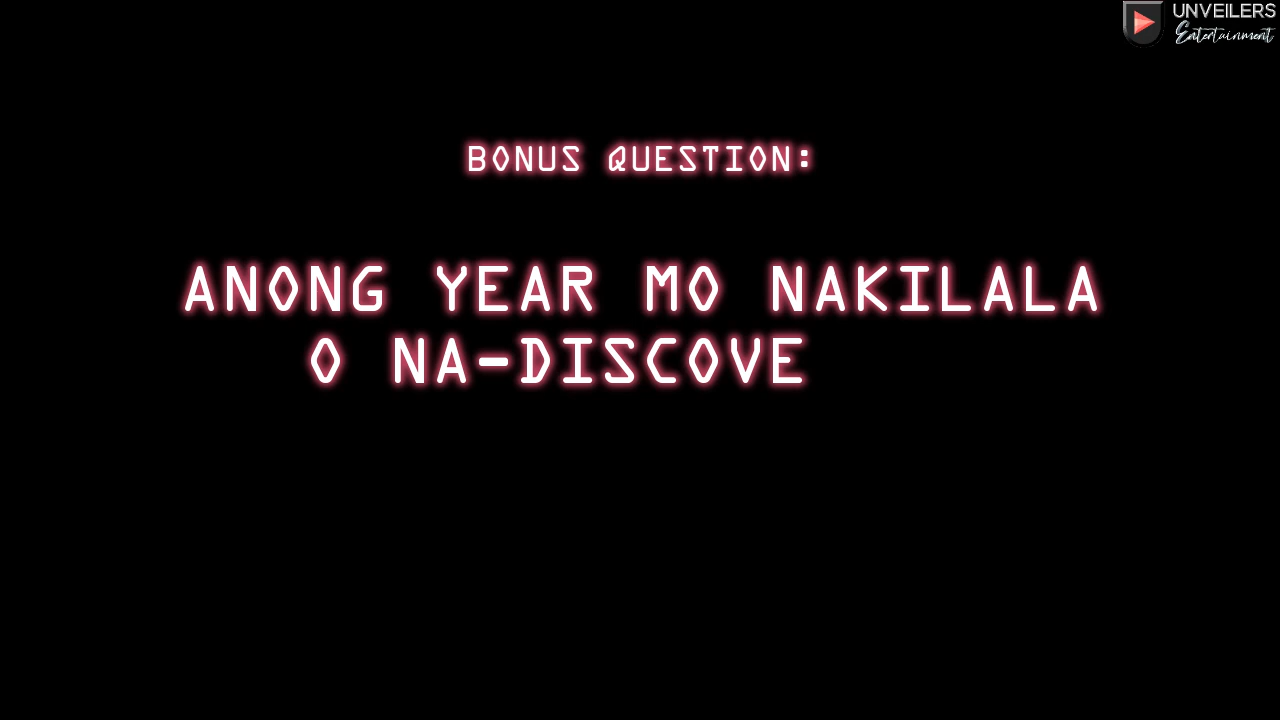 UNVEILERS
Entertainment
BONUS QUESTION:
ANONG YEAR MO NAKILALA
O NA-DISCOVE